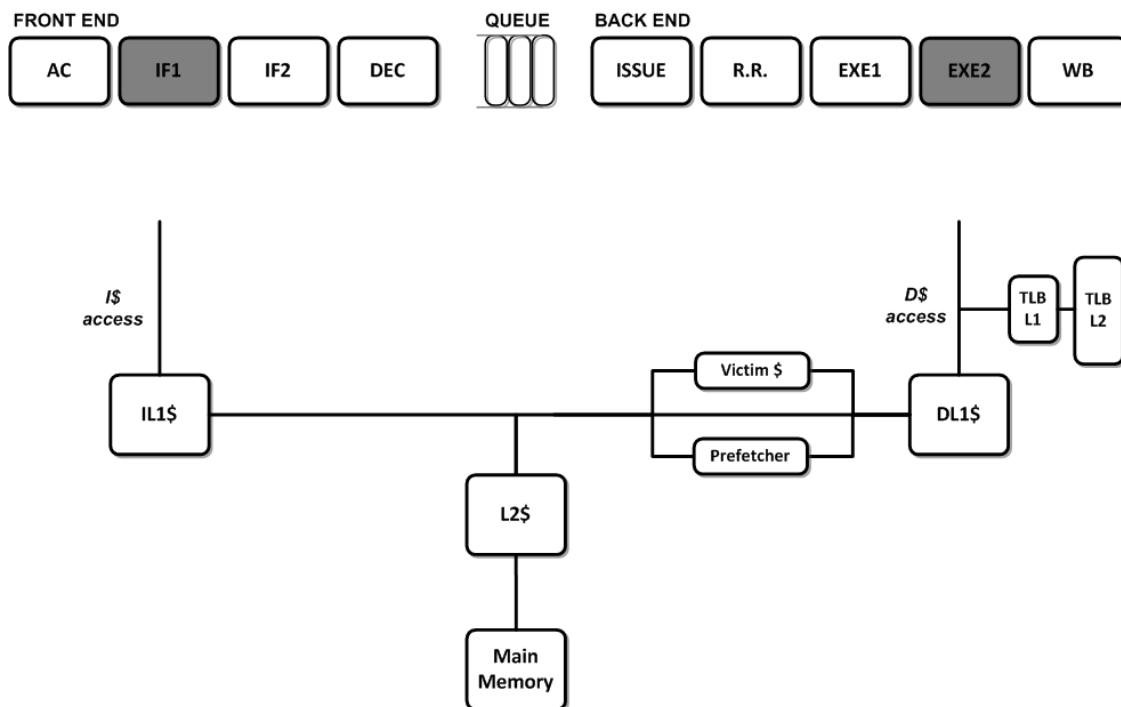 FRONT END
QUEUE
BACK END
AC
IF1
IF2
DEC
ISSUE
R.R.
EXE1
EXE2
WB
I$
access
D$
access
TLB
L1
TLB
L2
Victim $
IL1$
DL1$
Prefetcher
L2$
Main
Memory